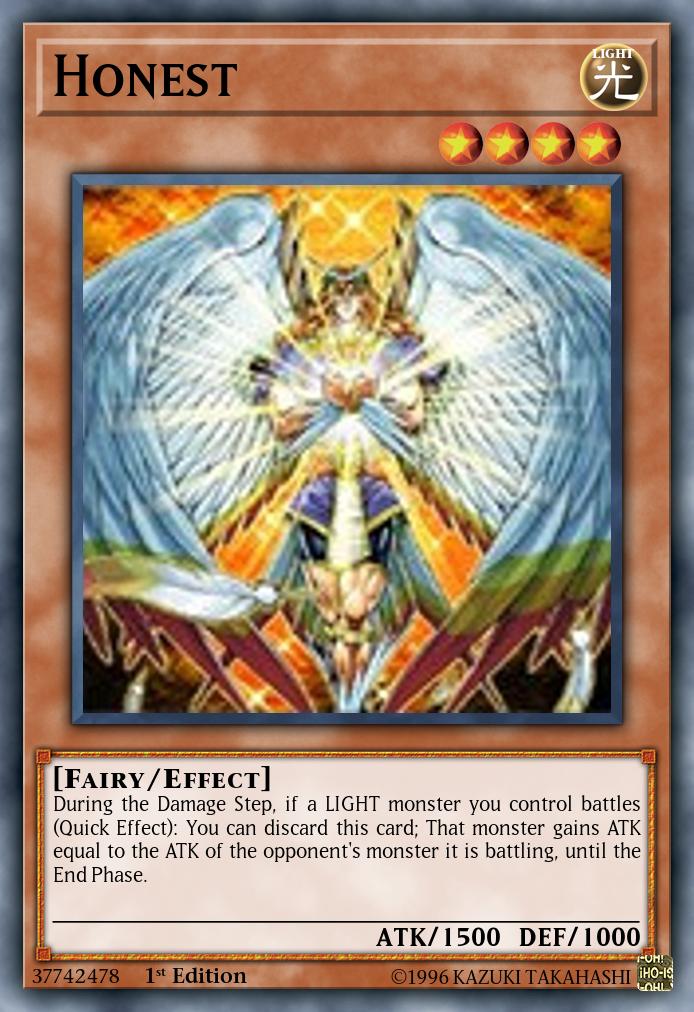 HONEST
LIGHT
光
[FAIRY/EFFECT]
During the Damage Step, if a LIGHT monster you control battles
(Quick Effect): You can discard this card; That monster gains ATK
equal to the ATK of the opponent's monster it is battling, until the
End Phase.
ATK/1500 DEF/1000
37742478 1st Edition ©1996 KAZUKI TAKAHASHI